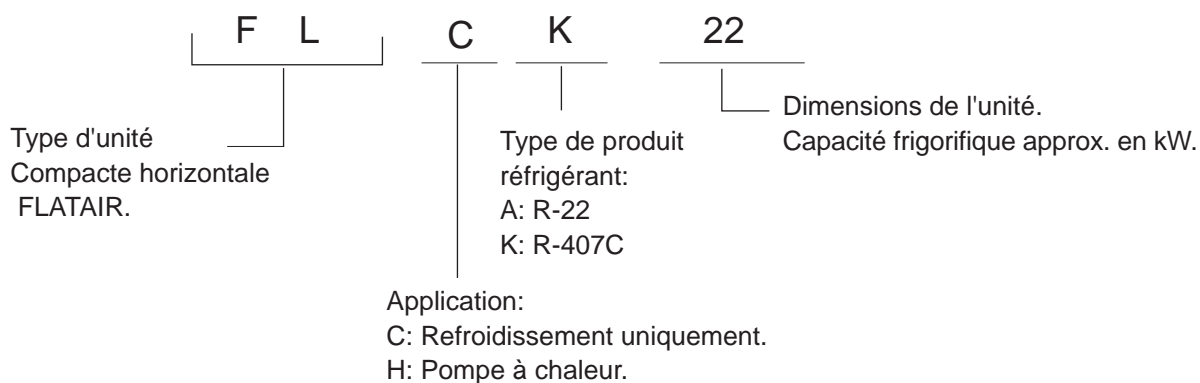 F L C K 22
Type d'unité
Compacte horizontale
FLATAIR.
Type de produit
réfrigérant:
A: R-22
K: R-407C
Dimensions de l'unité.
Capacité frigorifique approx. en kW.
Application:
C: Refroidissement uniquement.
H: Pompe à chaleur.